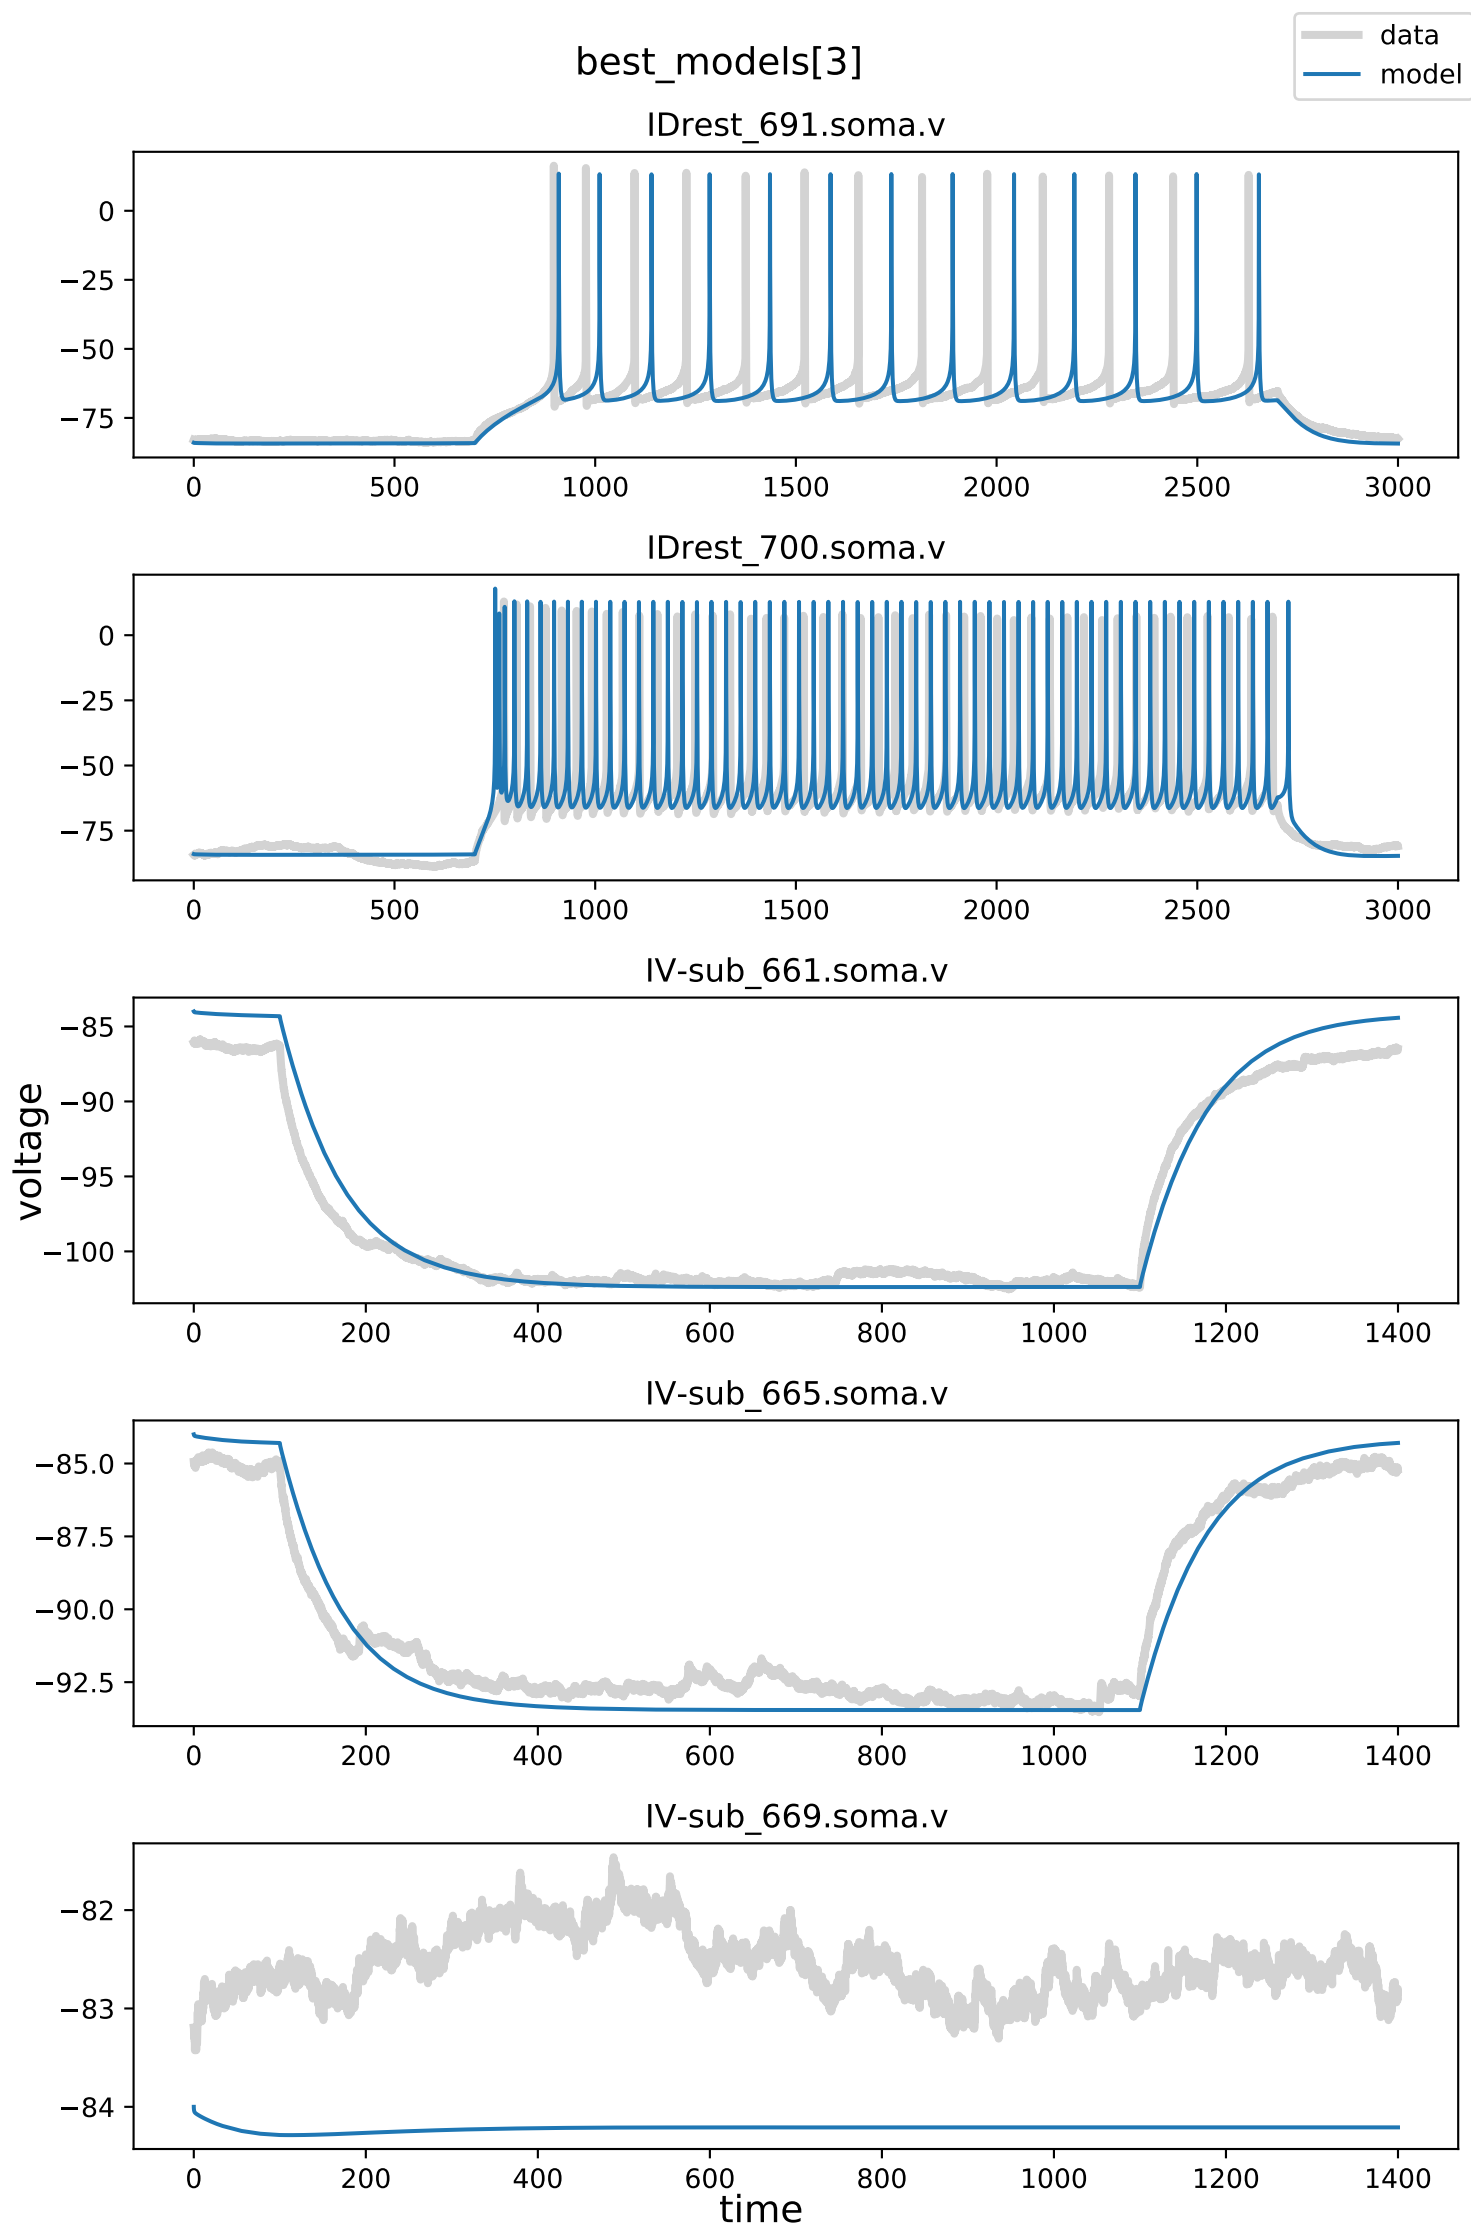 best_models[3]
data
model
IDrest_691.soma.v
0
−25
−50
−75
0 500 1000 1500 2000 2500 3000
IDrest_700.soma.v
0
−25
−50
−75
0 500 1000 1500 2000 2500 3000
IV-sub_661.soma.v
−85
−90
−95
−100
0 200 400 600 800 1000 1200 1400
voltage
IV-sub_665.soma.v
−85.0
−87.5
−90.0
−92.5
0 200 400 600 800 1000 1200 1400
IV-sub_669.soma.v
−82
−83
−84
0 200 400 600 800 1000 1200 1400
time